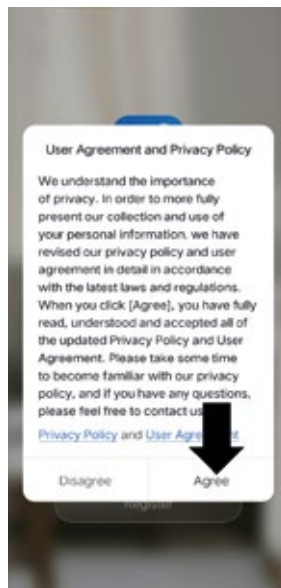 User Agreement and Privacy Policy
We understand the importance
of privacy. In order to more fully
present our collection and use of
your personal information, we have
revised our privacy policy and user
agreement in detail in accordance
with the latest laws and regulations.
When you click [Agree], you have fully
read, understood and accepted all of
the updated Privacy Policy and User
Agreement. Please take some time
to become familiar with our privacy
policy, and if you have any questions,
please feel free to contact us
Privacy Policy and User
Disagree Agree
Register